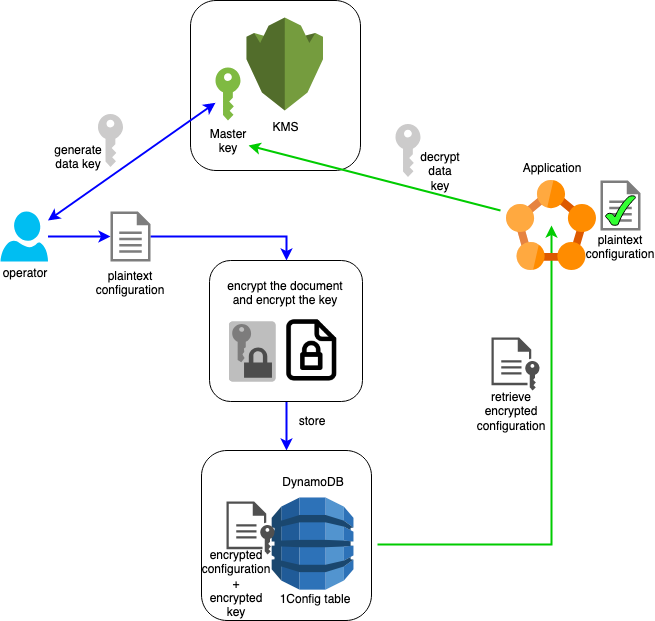 KMS
Master
key
generate
data key
decrypt
data
key
Application
plaintext
configuration
operator
plaintext
configuration
encrypt the document
and encrypt the key
retrieve
encrypted
configuration
store
DynamoDB
encrypted
configuration
+
encrypted
key
1Config table